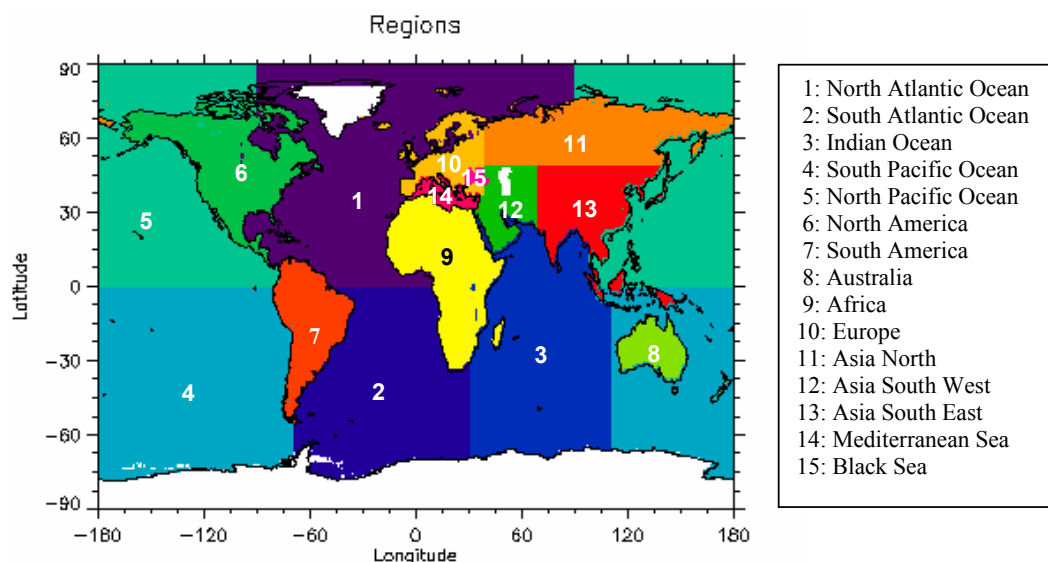 Regions
90
60
30
0
−30
−60
−90
Latitude
−180
−120
−60
0
60
120
180
Longitude
1
2
3
4
5
6
7
8
9
10
11
12
13
14
15
1: North Atlantic Ocean
2: South Atlantic Ocean
3: Indian Ocean
4: South Pacific Ocean
5: North Pacific Ocean
6: North America
7: South America
8: Australia
9: Africa
10: Europe
11: Asia North
12: Asia South West
13: Asia South East
14: Mediterranean Sea
15: Black Sea